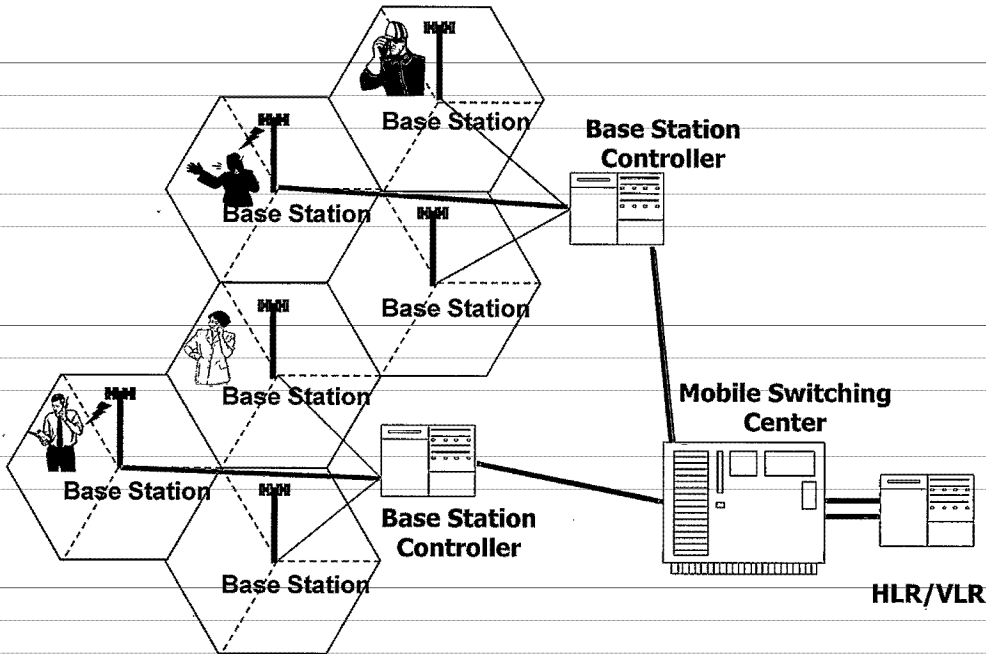 Base Station
Base Station
Controller
Base Station
Base Station
Base Station
Mobile Switching
Center
Base Station
Base Station
Controller
Base Station
HLR/VLR